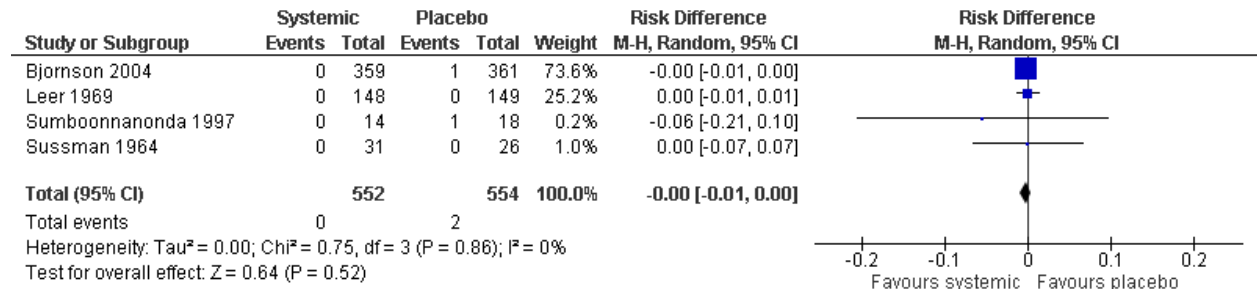 Systemic Placebo Risk Difference Risk Difference
Study or Subgroup Events Total Events Total Weight M-H, Random, 95% CI M-H, Random, 95% CI
Bjornson 2004 0 359 1 361 73.6% -0.00 [-0.01, 0.00]
Leer 1969 0 148 0 149 25.2% 0.00 [-0.01, 0.01]
Sumboonnanonda 1997 0 14 1 18 0.2% -0.06 [-0.21, 0.10]
Sussman 1964 0 31 0 26 1.0% 0.00 [-0.07, 0.07]
Total (95% CI) 552 554 100.0% -0.00 [-0.01, 0.00]
Total events 0 2
Heterogeneity: Tau² = 0.00; Chi² = 0.75, df = 3 (P = 0.86); I² = 0%
Test for overall effect: Z = 0.64 (P = 0.52)
-0.2 -0.1 0 0.1 0.2
Favours systemic Favours placebo